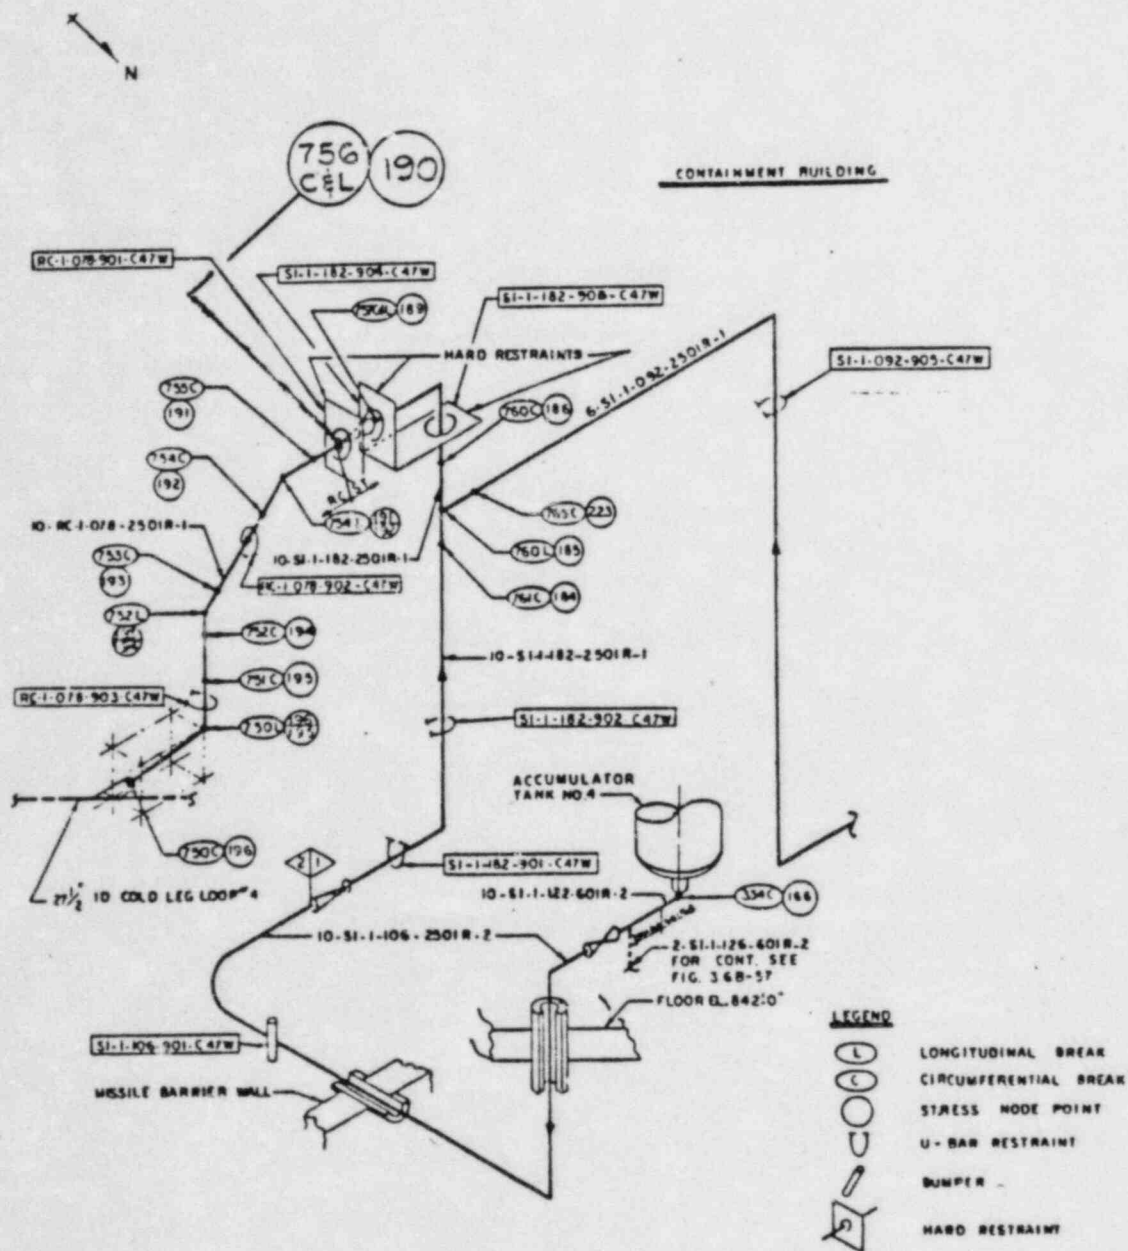 N
756
C&L
190
CONTAINMENT BUILDING
RC-1-078-901-C47W
SI-1-182-904-C47W
189
SI-1-182-908-C47W
HARD RESTRAINTS
6-SI-1-092-2501R-1
SI-1-092-905-C47W
755C
191
760C
186
754C
192
765C
223
10-RC-1-078-2501R-1
754L
10-SI-1-182-2501R-1
760L
185
753C
193
RC-1-078-902-C47W
761C
184
752L
752C
194
10-SI-1-182-2501R-1
751C
195
RC-1-078-903-C47W
750L
SI-1-182-902-C47W
ACCUMULATOR
TANK NO.4
750C
196
2
1
SI-1-182-901-C47W
27 1/2" ID COLD LEG LOOP #4
10-SI-1-122-601R-2
334C
166
10-SI-1-106-2501R-2
2-SI-1-126-601R-2
FOR CONT. SEE
FIG. 3.6B-57
FLOOR EL.842'0"
SI-1-106-901-C47W
MISSILE BARRIER WALL
LEGEND
L LONGITUDINAL BREAK
C CIRCUMFERENTIAL BREAK
STRESS NODE POINT
U-BAR RESTRAINT
BUMPER
HARD RESTRAINT